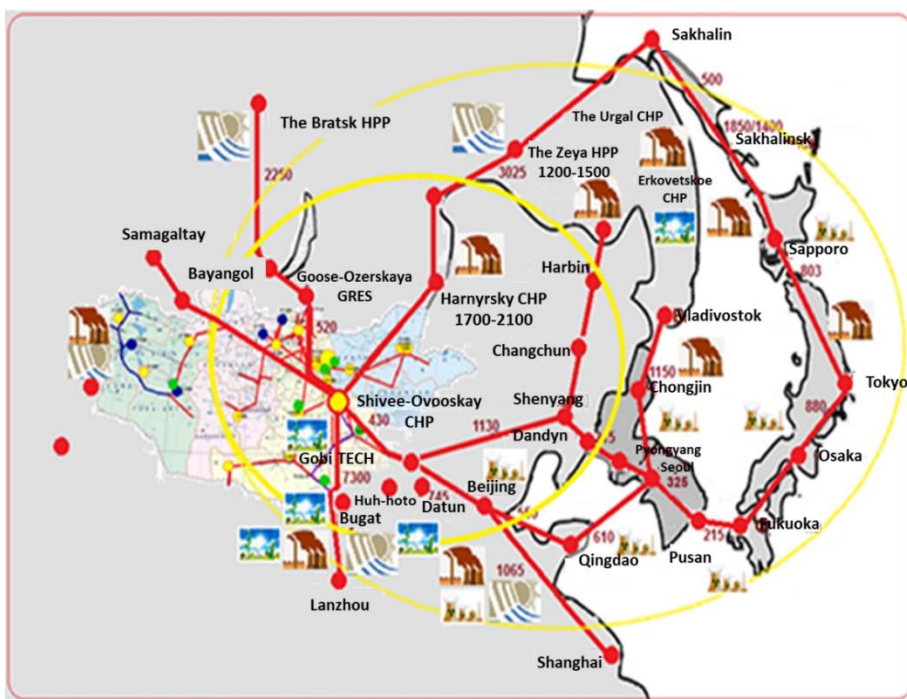 Sakhalin
500
The Bratsk HPP
The Urgal CHP
1850/1400
Sakhalinsk
The Zeya HPP
1200-1500
3025
2250
Erkovetskoe
CHP
Samagaltay
Bayangol
Goose-Ozerskaya
GRES
Harbin
Sapporo
803
Harnyrsky CHP
1700-2100
520
Vladivostok
Changchun
1150
Chongjin
Tokyo
Shivee-Ovooskay
CHP
Shenyang
880
430
1130
Dandyn
Gobi TECH
Pyongyang
Seoul
Osaka
7300
Huh-hoto
745
Beijing
325
Bugat
Datun
Fukuoka
215
610
Qingdao
Pusan
1065
Lanzhou
Shanghai